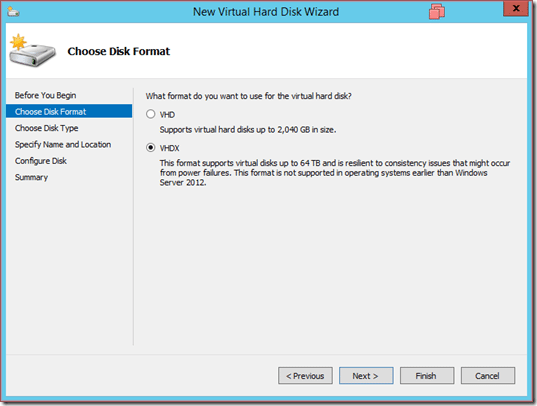 New Virtual Hard Disk Wizard
Choose Disk Format
Before You Begin
Choose Disk Format
Choose Disk Type
Specify Name and Location
Configure Disk
Summary
What format do you want to use for the virtual hard disk?
VHD
Supports virtual hard disks up to 2,040 GB in size.
VHDX
This format supports virtual disks up to 64 TB and is resilient to consistency issues that might occur
from power failures. This format is not supported in operating systems earlier than Windows
Server 2012.
< Previous
Next >
Finish
Cancel